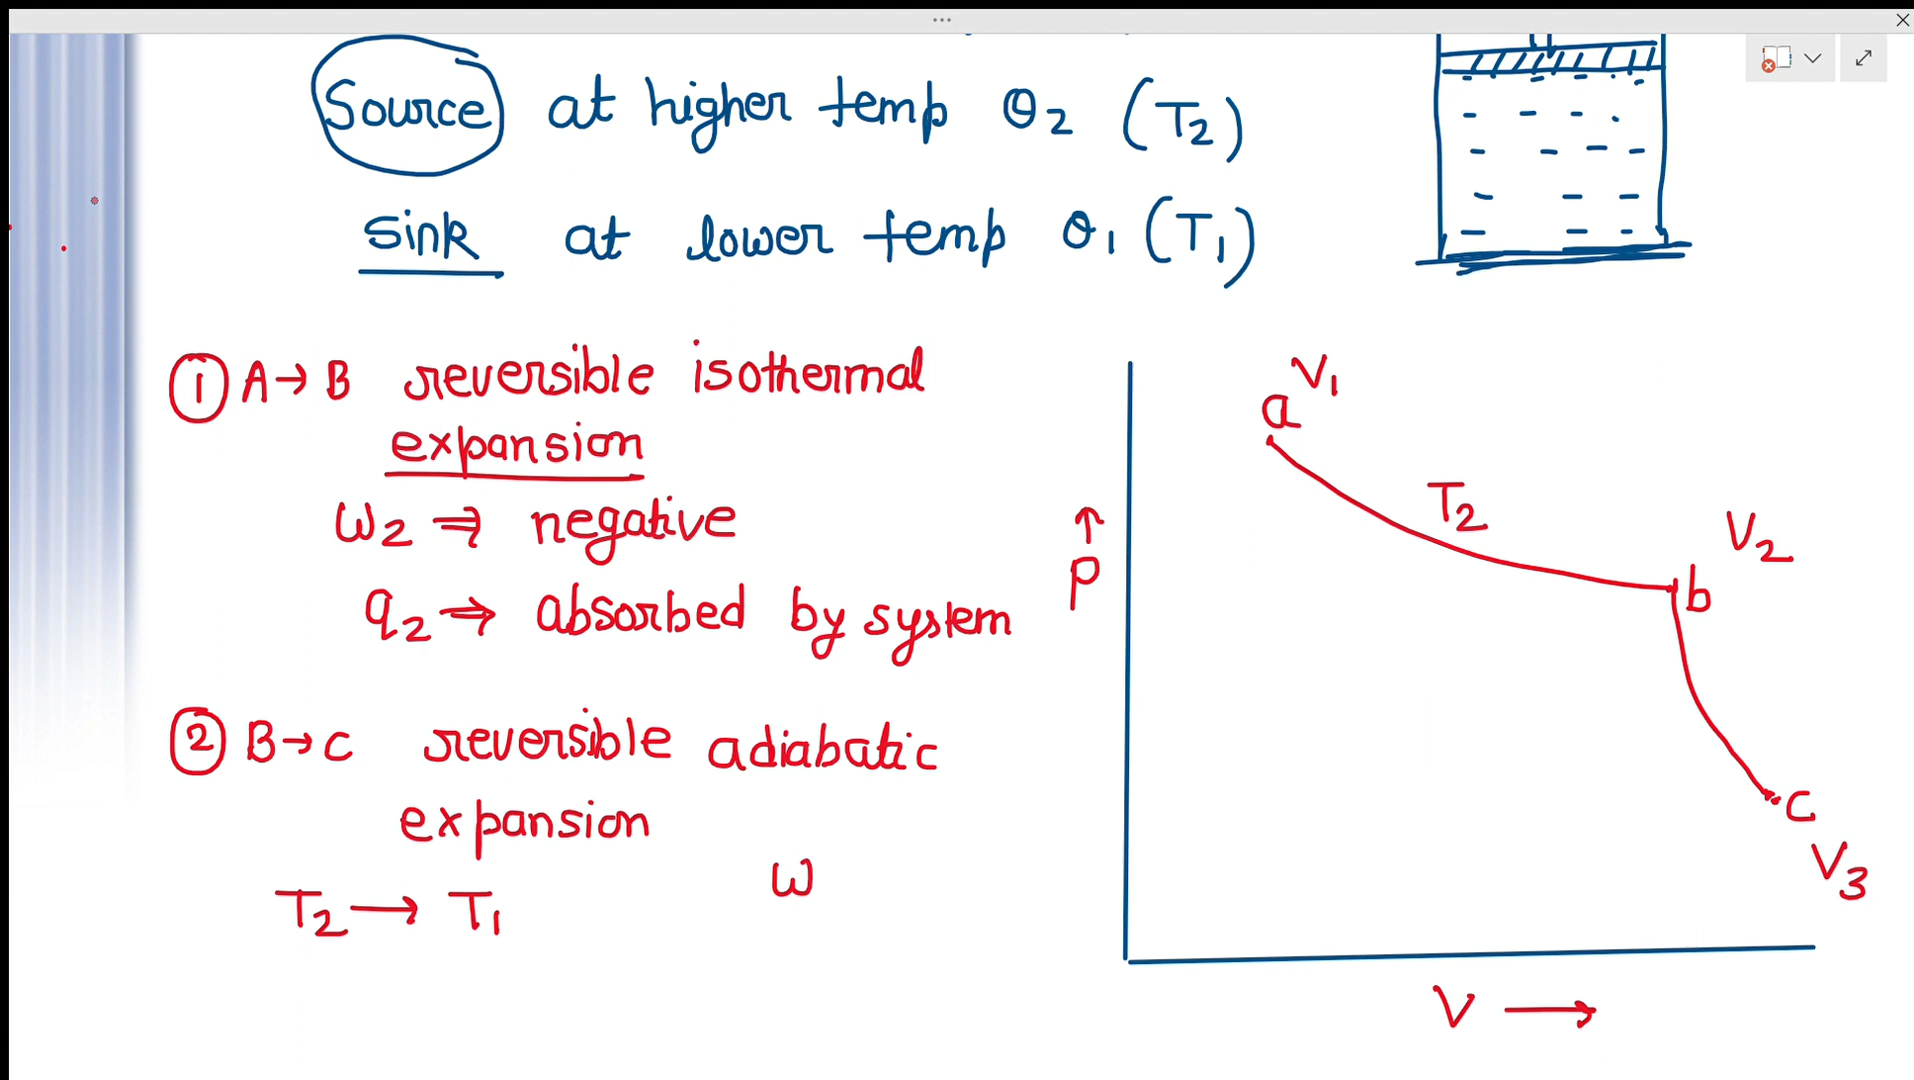 Source at higher temp θ2 (T2)
Sink at lower temp θ1 (T1)
① A→B reversible isothermal
expansion
w2 ⇒ negative
q2 ⇒ absorbed by system
② B→C reversible adiabatic
expansion
T2 → T1 w
V1
a
T2
V2
b
↑
P
c
V3
V →